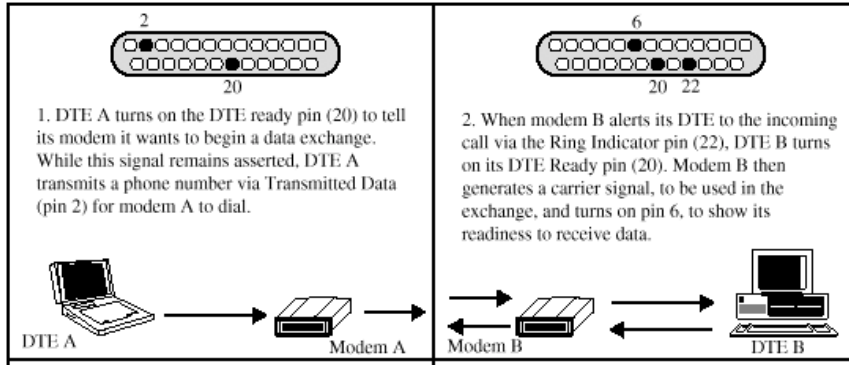 2
20
1. DTE A turns on the DTE ready pin (20) to tell
its modem it wants to begin a data exchange.
While this signal remains asserted, DTE A
transmits a phone number via Transmitted Data
(pin 2) for modem A to dial.
DTE A
Modem A
6
20 22
2. When modem B alerts its DTE to the incoming
call via the Ring Indicator pin (22), DTE B turns
on its DTE Ready pin (20). Modem B then
generates a carrier signal, to be used in the
exchange, and turns on pin 6, to show its
readiness to receive data.
Modem B
DTE B